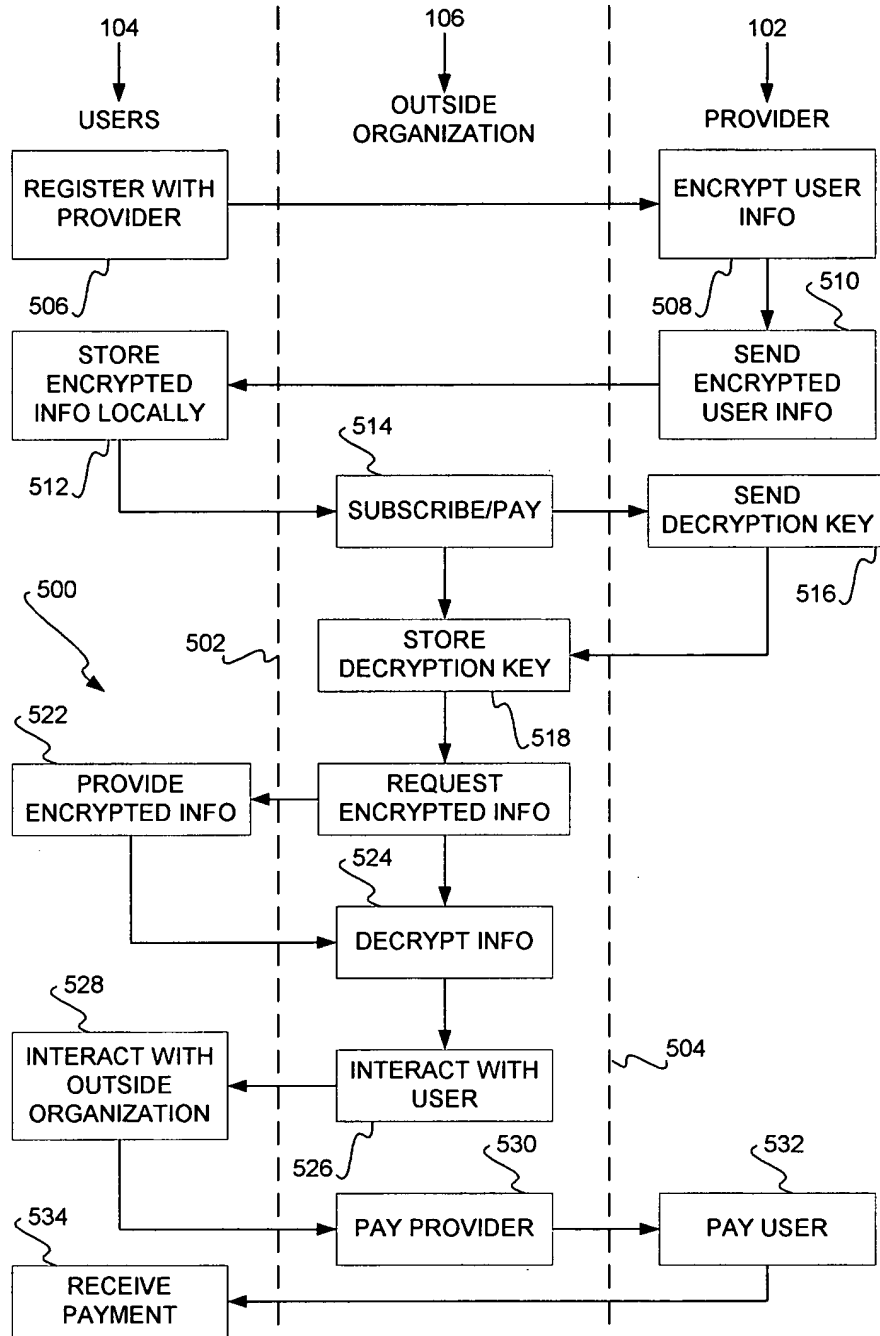 104
106
102
USERS
OUTSIDE
ORGANIZATION
PROVIDER
REGISTER WITH
PROVIDER
ENCRYPT USER
INFO
506
508
510
STORE
ENCRYPTED
INFO LOCALLY
SEND
ENCRYPTED
USER INFO
512
514
SUBSCRIBE/PAY
SEND
DECRYPTION KEY
516
500
502
STORE
DECRYPTION KEY
518
522
PROVIDE
ENCRYPTED INFO
REQUEST
ENCRYPTED INFO
524
DECRYPT INFO
528
INTERACT WITH
OUTSIDE
ORGANIZATION
INTERACT WITH
USER
504
526
530
532
534
PAY PROVIDER
PAY USER
RECEIVE
PAYMENT